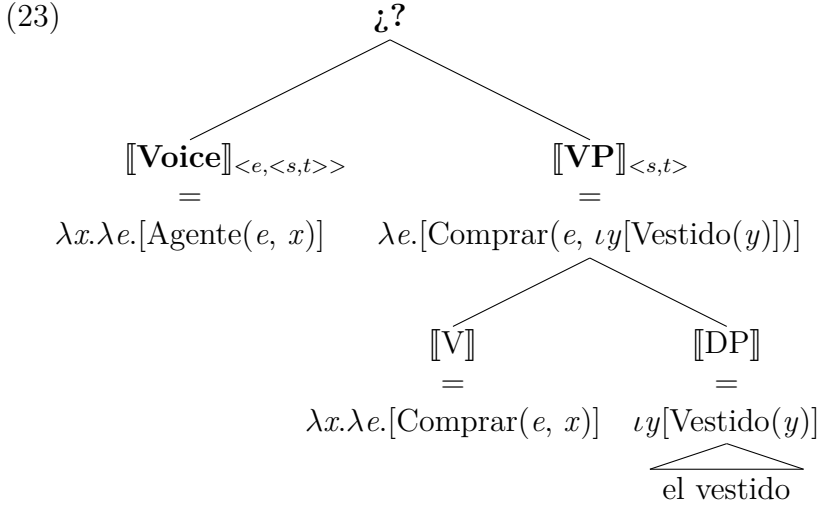 (23) ¿?
⟦Voice⟧<e,<s,t>> ⟦VP⟧<s,t>
= =
λx.λe.[Agente(e, x)] λe.[Comprar(e, ιy[Vestido(y)])]
⟦V⟧ ⟦DP⟧
= =
λx.λe.[Comprar(e, x)] ιy[Vestido(y)]
el vestido